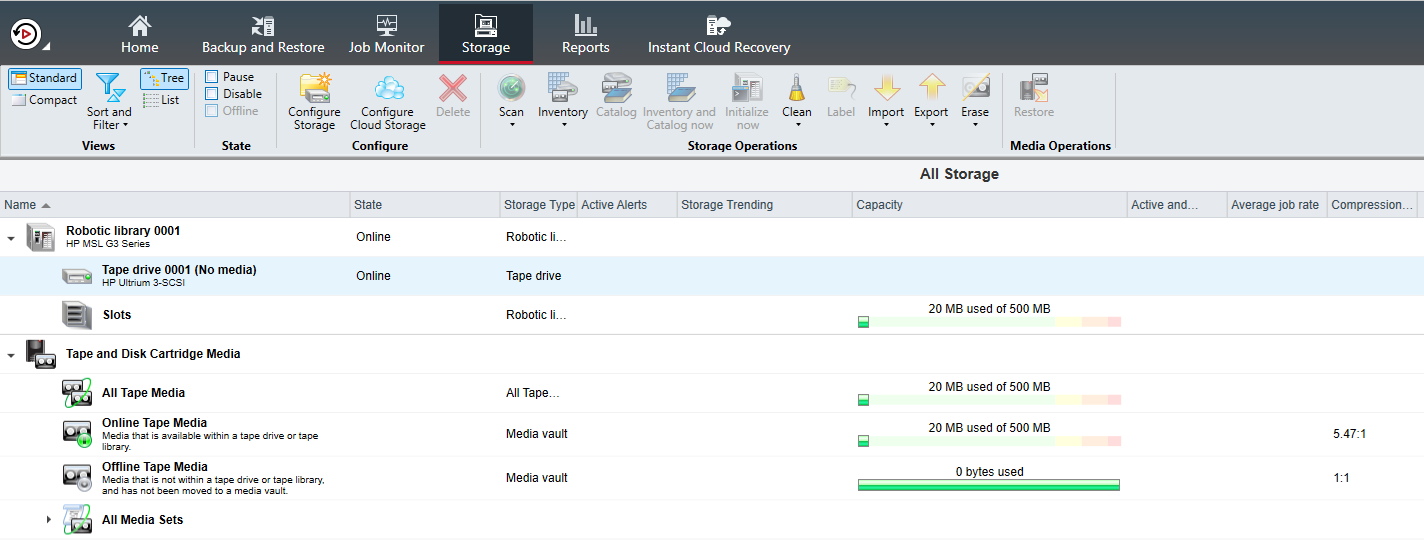 Home
Backup and Restore
Job Monitor
Storage
Reports
Instant Cloud Recovery
Standard
Compact
Sort and
Filter
Tree
List
Views
Pause
Disable
Offline
State
Configure
Storage
Configure
Cloud Storage
Delete
Configure
Scan
Inventory
Catalog
Inventory and
Catalog now
Initialize
now
Clean
Label
Import
Export
Erase
Storage Operations
Restore
Media Operations
All Storage
Name State Storage Type Active Alerts Storage Trending Capacity Active and... Average job rate Compression...
Robotic library 0001
HP MSL G3 Series
Online
Robotic li...
Tape drive 0001 (No media)
HP Ultrium 3-SCSI
Online
Tape drive
Slots
Robotic li...
20 MB used of 500 MB
Tape and Disk Cartridge Media
All Tape Media
All Tape...
20 MB used of 500 MB
Online Tape Media
Media that is available within a tape drive or tape
library.
Media vault
20 MB used of 500 MB
5.47:1
Offline Tape Media
Media that is not within a tape drive or tape library,
and has not been moved to a media vault.
Media vault
0 bytes used
1:1
All Media Sets